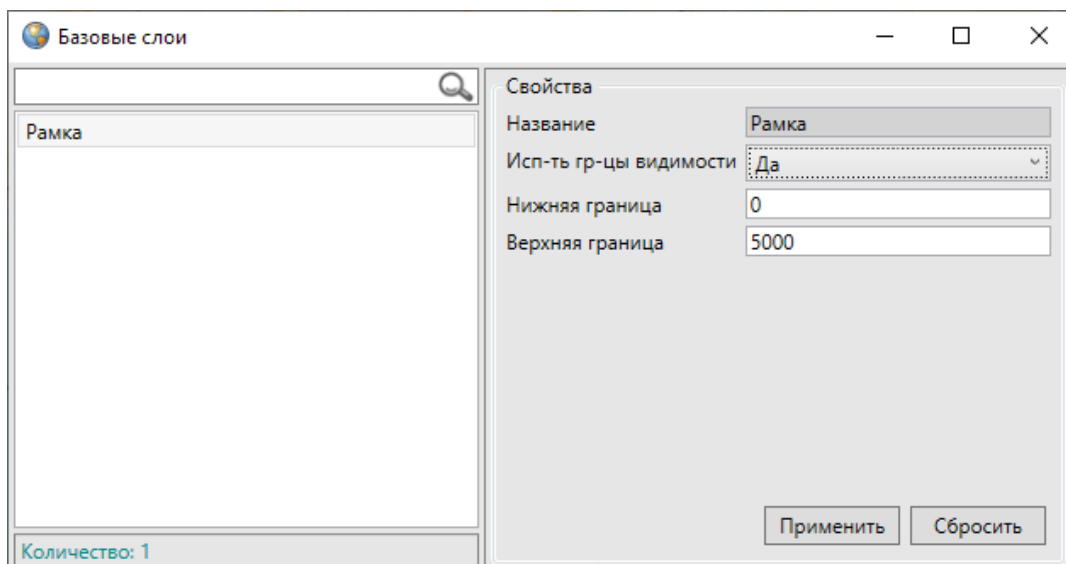 Базовые слои
Рамка
Количество: 1
Свойства
Название Рамка
Исп-ть гр-цы видимости Да
Нижняя граница 0
Верхняя граница 5000
Применить Сбросить